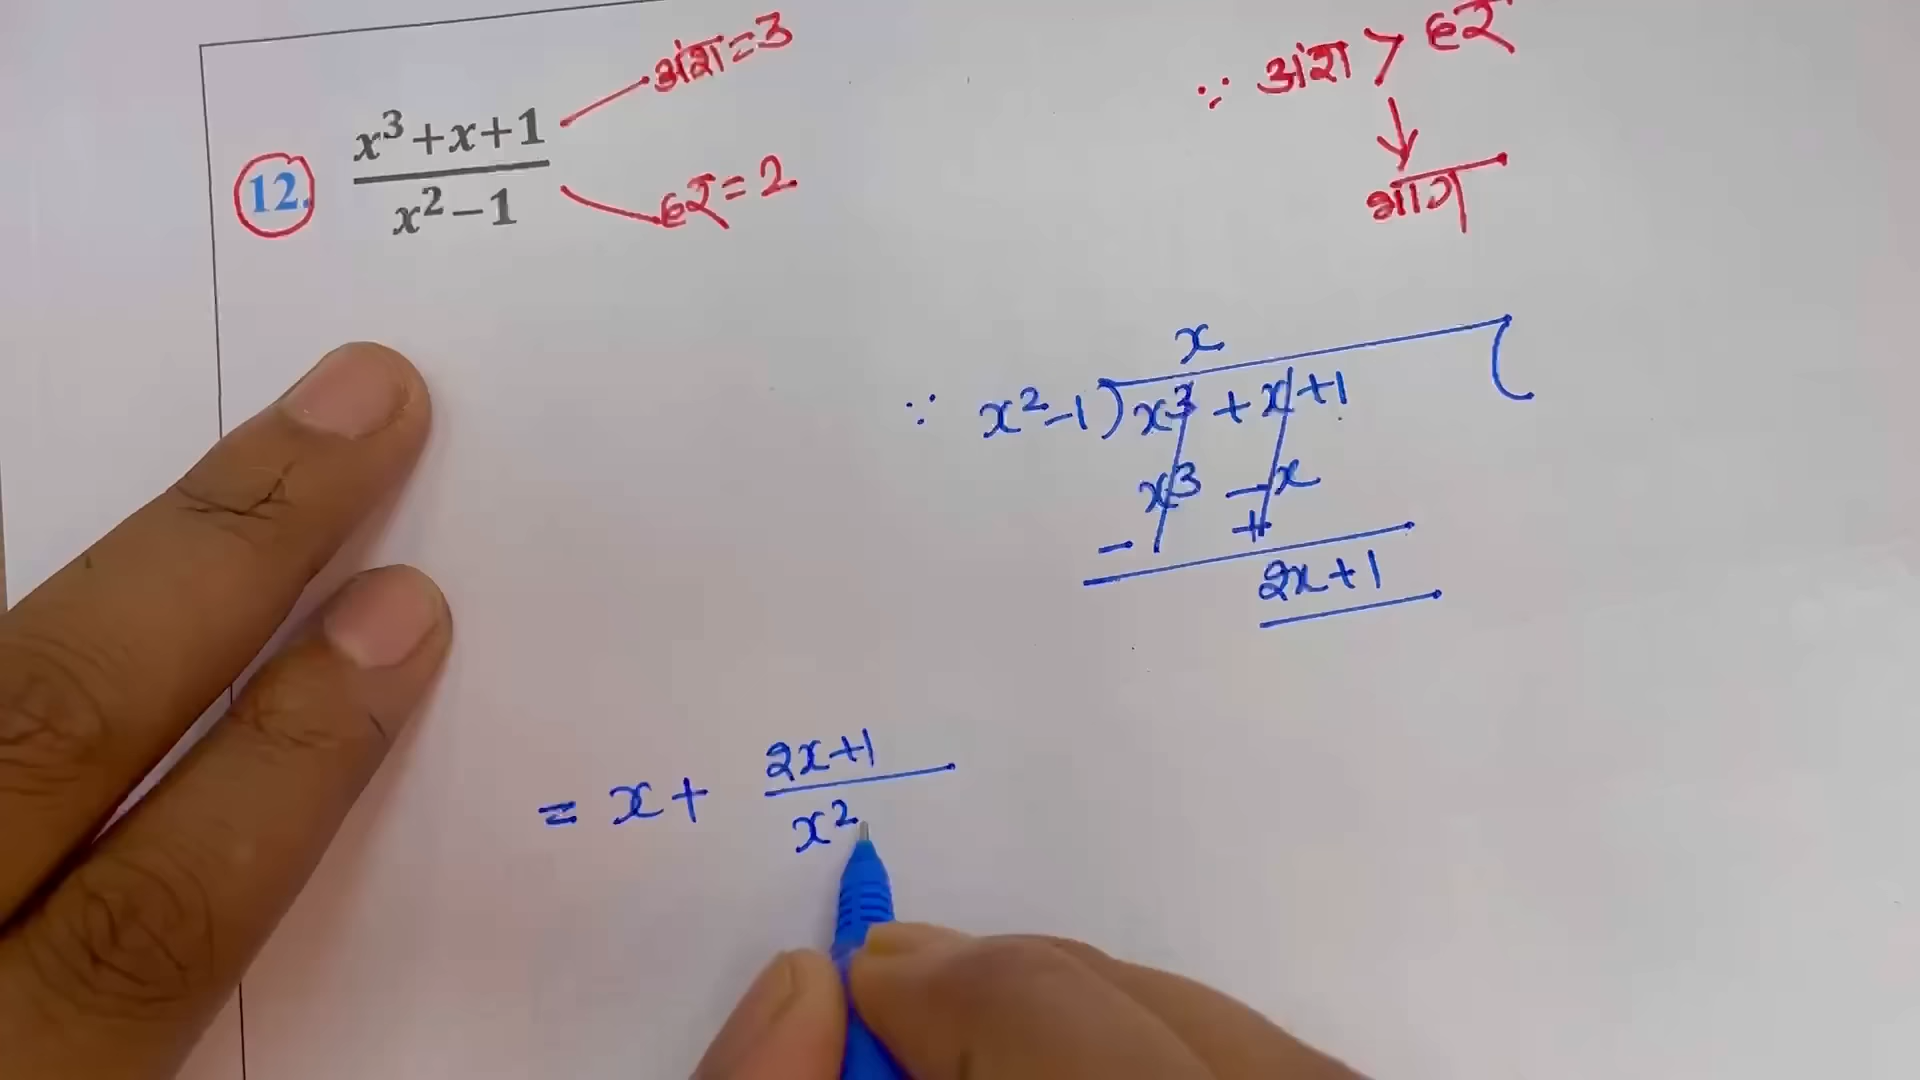 12. (x³+x+1)/(x²−1)
अंश=3
हर=2
∵ अंश > हर
↓
भाग
x
∵ x²−1) x³+x+1 (
x³ −x
− +
2x+1
= x+ (2x+1)/x²